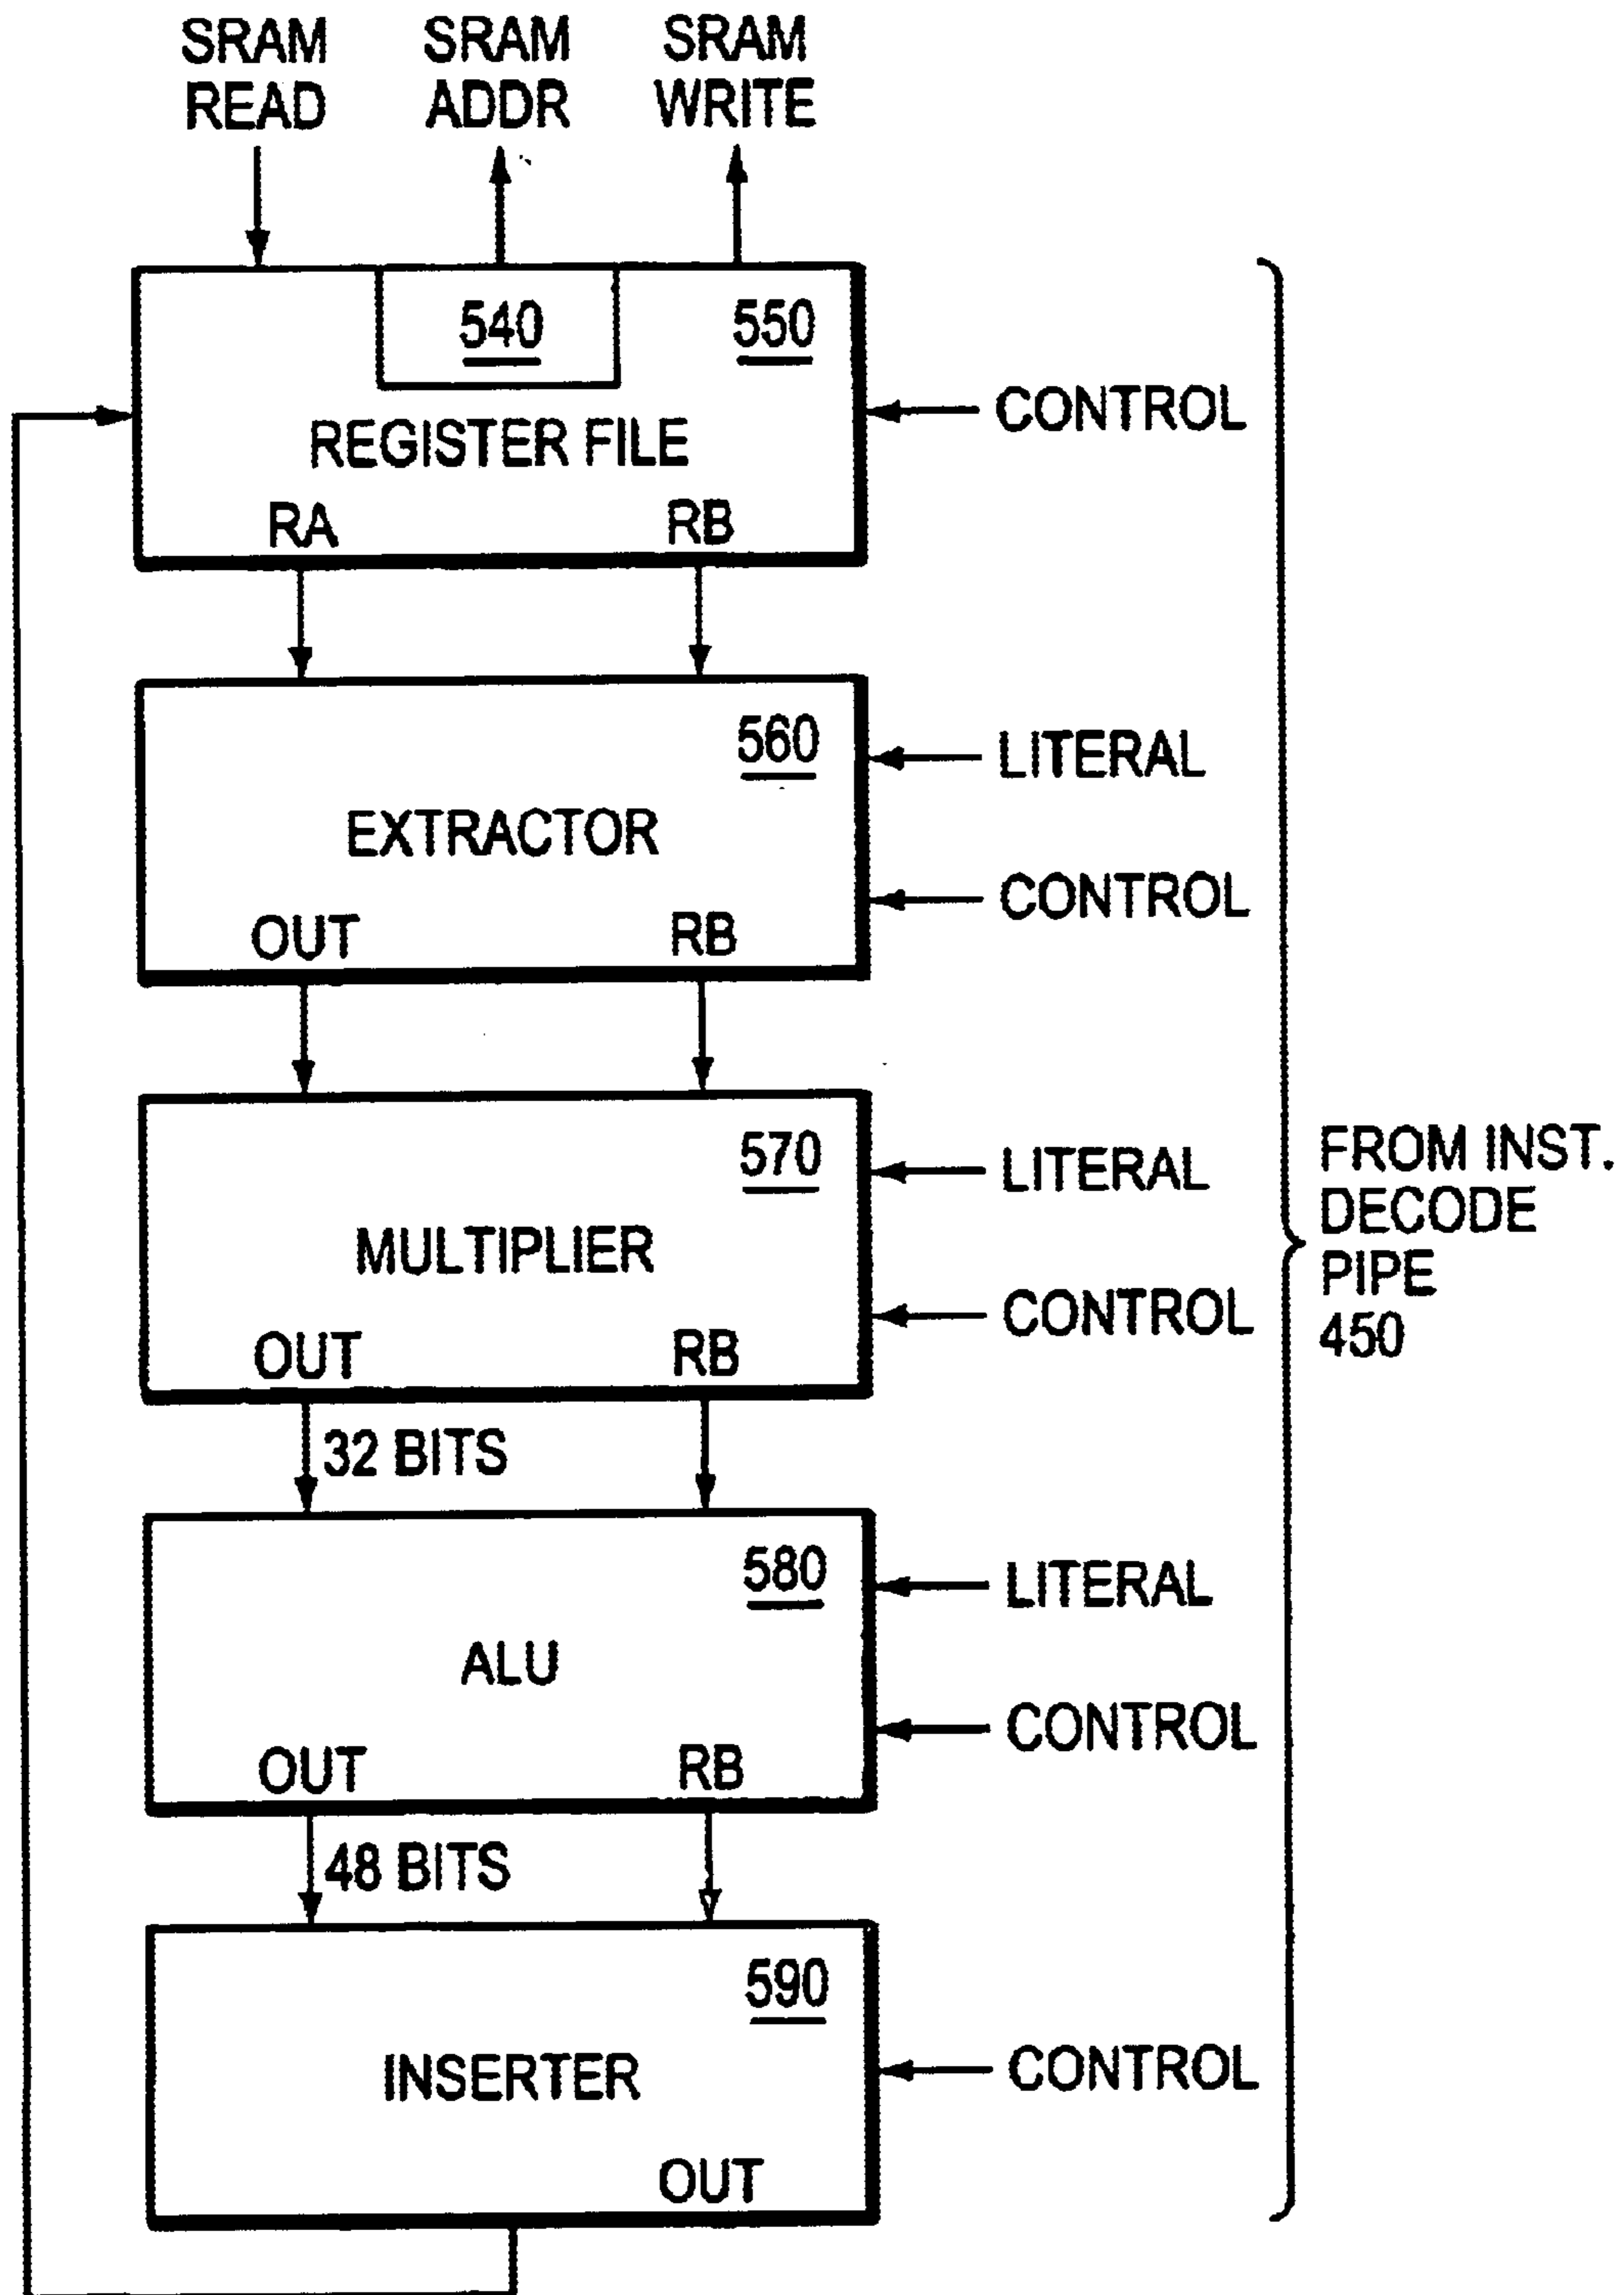 SRAM READ
SRAM ADDR
SRAM WRITE
540
550
REGISTER FILE
RA
RB
CONTROL
560
EXTRACTOR
OUT
RB
LITERAL
CONTROL
570
MULTIPLIER
OUT
RB
LITERAL
CONTROL
32 BITS
580
ALU
OUT
RB
LITERAL
CONTROL
48 BITS
590
INSERTER
OUT
CONTROL
FROM INST.
DECODE
PIPE
450